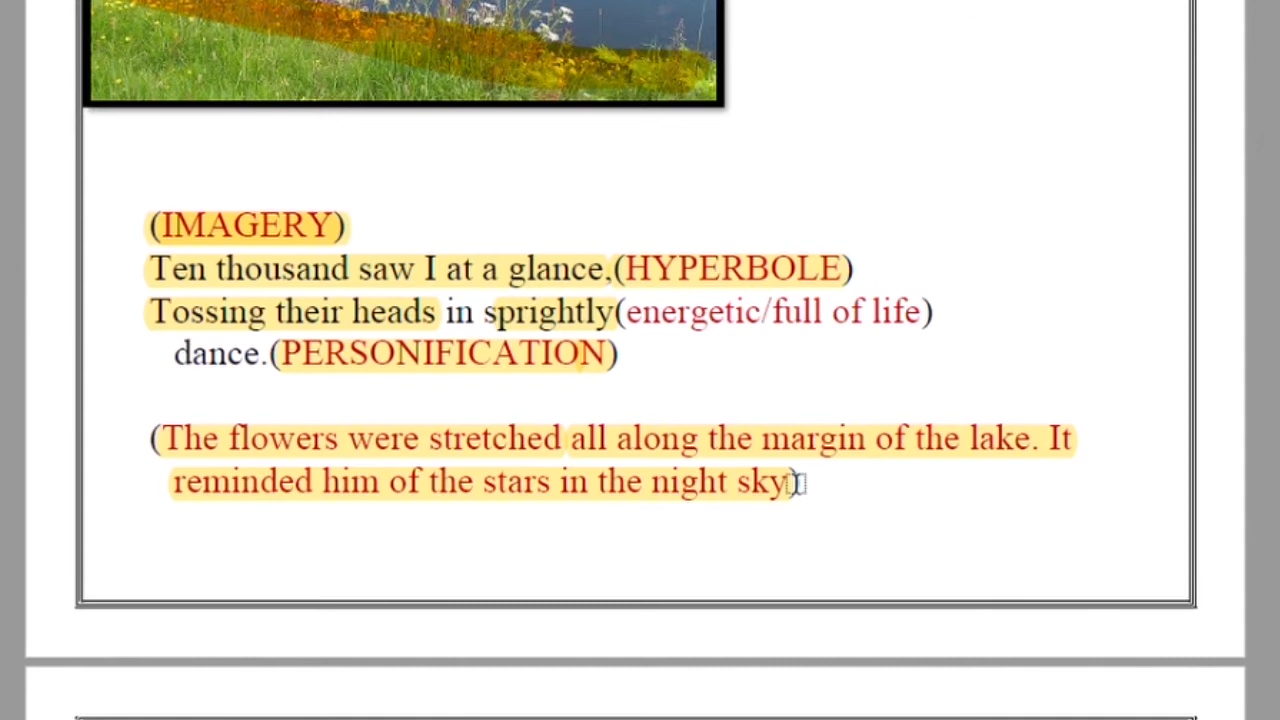 (IMAGERY)
Ten thousand saw I at a glance,(HYPERBOLE)
Tossing their heads in sprightly(energetic/full of life)
dance.(PERSONIFICATION)
(The flowers were stretched all along the margin of the lake. It
reminded him of the stars in the night sky)